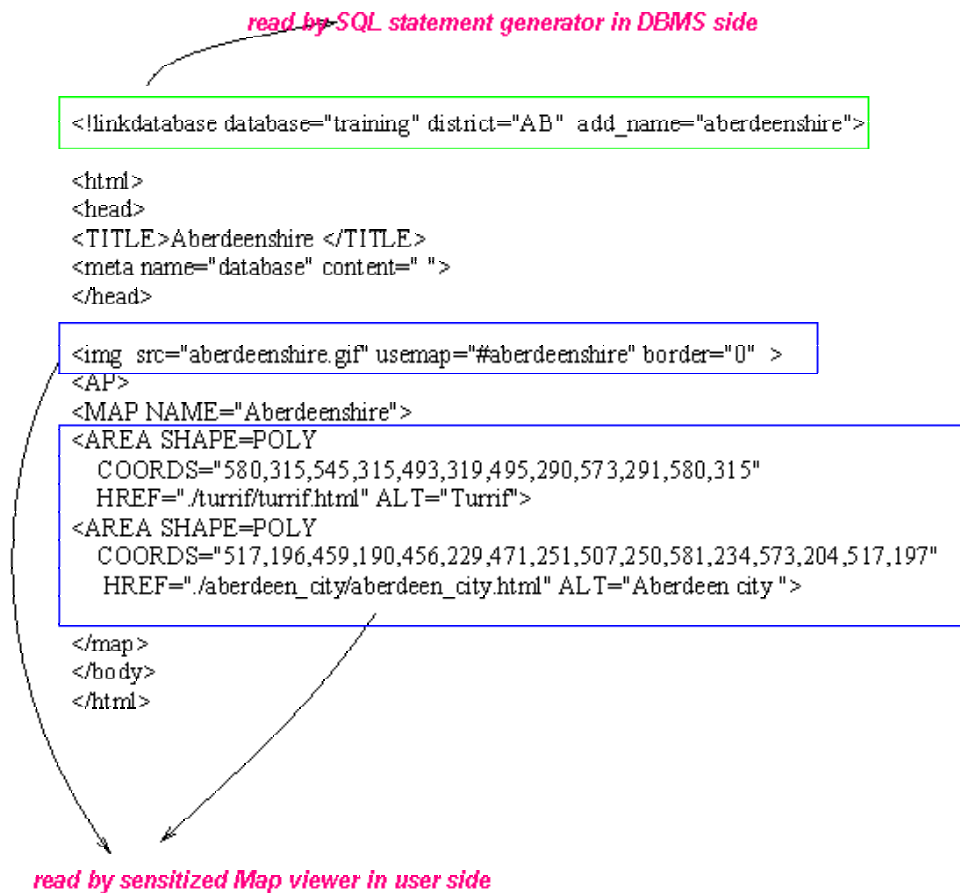 read by SQL statement generator in DBMS side
<!linkdatabase database="training" district="AB" add_name="aberdeenshire">
<html>
<head>
<TITLE>Aberdeenshire </TITLE>
<meta name="database" content=" ">
</head>
<img src="aberdeenshire.gif" usemap="#aberdeenshire" border="0" >
<AP>
<MAP NAME="Aberdeenshire">
<AREA SHAPE=POLY
COORDS="580,315,545,315,493,319,495,290,573,291,580,315"
HREF="./turrif/turrif.html" ALT="Turrif">
<AREA SHAPE=POLY
COORDS="517,196,459,190,456,229,471,251,507,250,581,234,573,204,517,197"
HREF="./aberdeen_city/aberdeen_city.html" ALT="Aberdeen city ">
</map>
</body>
</html>
read by sensitized Map viewer in user side